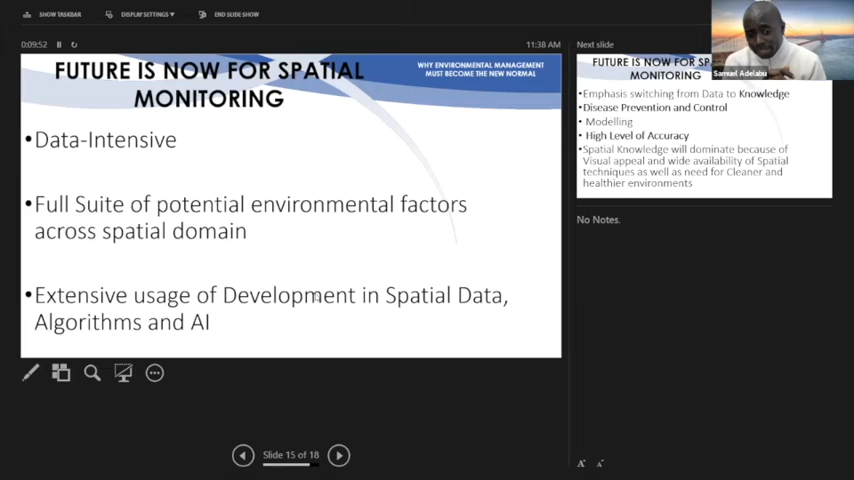 SHOW TASKBAR
DISPLAY SETTINGS ▼
END SLIDE SHOW
0:09:52
11:38 AM
FUTURE IS NOW FOR SPATIAL
MONITORING
WHY ENVIRONMENTAL MANAGEMENT
MUST BECOME THE NEW NORMAL
•Data-Intensive
•Full Suite of potential environmental factors
across spatial domain
•Extensive usage of Development in Spatial Data,
Algorithms and AI
Slide 15 of 18
Next slide
FUTURE IS NOW FOR
MONITORING
•Emphasis switching from Data to Knowledge
•Disease Prevention and Control
• Modelling
• High Level of Accuracy
•Spatial Knowledge will dominate because of
Visual appeal and wide availability of Spatial
techniques as well as need for Cleaner and
healthier environments
Samuel Adelabu
No Notes.
A A